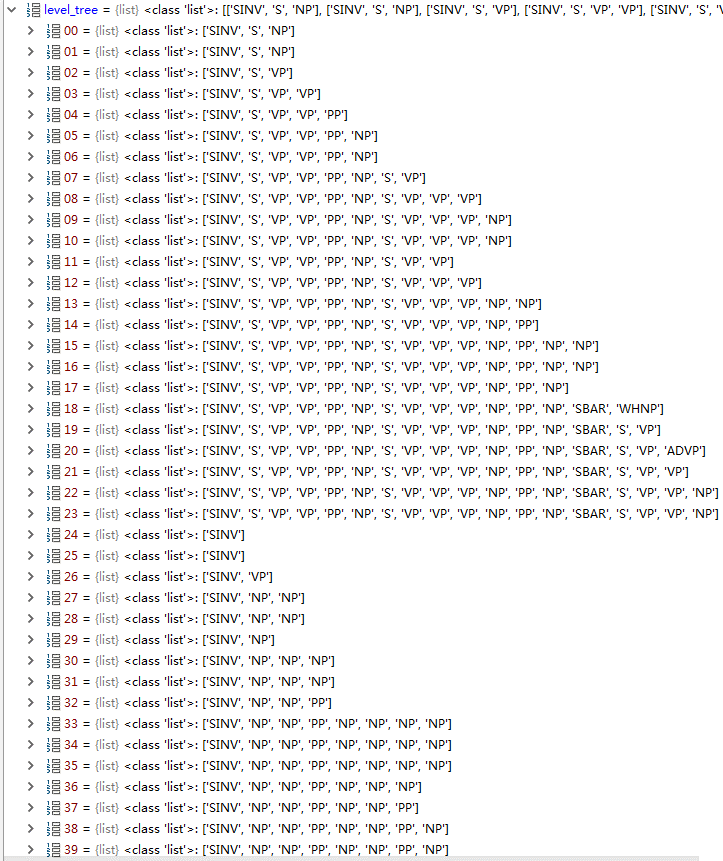 level_tree = {list} <class 'list'>: [['SINV', 'S', 'NP'], ['SINV', 'S', 'NP'], ['SINV', 'S', 'VP'], ['SINV', 'S', 'VP', 'VP'], ['SINV', 'S', 'V
00 = {list} <class 'list'>: ['SINV', 'S', 'NP']
01 = {list} <class 'list'>: ['SINV', 'S', 'NP']
02 = {list} <class 'list'>: ['SINV', 'S', 'VP']
03 = {list} <class 'list'>: ['SINV', 'S', 'VP', 'VP']
04 = {list} <class 'list'>: ['SINV', 'S', 'VP', 'VP', 'PP']
05 = {list} <class 'list'>: ['SINV', 'S', 'VP', 'VP', 'PP', 'NP']
06 = {list} <class 'list'>: ['SINV', 'S', 'VP', 'VP', 'PP', 'NP']
07 = {list} <class 'list'>: ['SINV', 'S', 'VP', 'VP', 'PP', 'NP', 'S', 'VP']
08 = {list} <class 'list'>: ['SINV', 'S', 'VP', 'VP', 'PP', 'NP', 'S', 'VP', 'VP', 'VP']
09 = {list} <class 'list'>: ['SINV', 'S', 'VP', 'VP', 'PP', 'NP', 'S', 'VP', 'VP', 'VP', 'NP']
10 = {list} <class 'list'>: ['SINV', 'S', 'VP', 'VP', 'PP', 'NP', 'S', 'VP', 'VP', 'VP', 'NP']
11 = {list} <class 'list'>: ['SINV', 'S', 'VP', 'VP', 'PP', 'NP', 'S', 'VP', 'VP']
12 = {list} <class 'list'>: ['SINV', 'S', 'VP', 'VP', 'PP', 'NP', 'S', 'VP', 'VP', 'VP']
13 = {list} <class 'list'>: ['SINV', 'S', 'VP', 'VP', 'PP', 'NP', 'S', 'VP', 'VP', 'VP', 'NP', 'NP']
14 = {list} <class 'list'>: ['SINV', 'S', 'VP', 'VP', 'PP', 'NP', 'S', 'VP', 'VP', 'VP', 'NP', 'PP']
15 = {list} <class 'list'>: ['SINV', 'S', 'VP', 'VP', 'PP', 'NP', 'S', 'VP', 'VP', 'VP', 'NP', 'PP', 'NP', 'NP']
16 = {list} <class 'list'>: ['SINV', 'S', 'VP', 'VP', 'PP', 'NP', 'S', 'VP', 'VP', 'VP', 'NP', 'PP', 'NP', 'NP']
17 = {list} <class 'list'>: ['SINV', 'S', 'VP', 'VP', 'PP', 'NP', 'S', 'VP', 'VP', 'VP', 'NP', 'PP', 'NP']
18 = {list} <class 'list'>: ['SINV', 'S', 'VP', 'VP', 'PP', 'NP', 'S', 'VP', 'VP', 'VP', 'NP', 'PP', 'NP', 'SBAR', 'WHNP']
19 = {list} <class 'list'>: ['SINV', 'S', 'VP', 'VP', 'PP', 'NP', 'S', 'VP', 'VP', 'VP', 'NP', 'PP', 'NP', 'SBAR', 'S', 'VP']
20 = {list} <class 'list'>: ['SINV', 'S', 'VP', 'VP', 'PP', 'NP', 'S', 'VP', 'VP', 'VP', 'NP', 'PP', 'NP', 'SBAR', 'S', 'VP', 'ADVP']
21 = {list} <class 'list'>: ['SINV', 'S', 'VP', 'VP', 'PP', 'NP', 'S', 'VP', 'VP', 'VP', 'NP', 'PP', 'NP', 'SBAR', 'S', 'VP', 'VP']
22 = {list} <class 'list'>: ['SINV', 'S', 'VP', 'VP', 'PP', 'NP', 'S', 'VP', 'VP', 'VP', 'NP', 'PP', 'NP', 'SBAR', 'S', 'VP', 'VP', 'NP']
23 = {list} <class 'list'>: ['SINV', 'S', 'VP', 'VP', 'PP', 'NP', 'S', 'VP', 'VP', 'VP', 'NP', 'PP', 'NP', 'SBAR', 'S', 'VP', 'VP', 'NP']
24 = {list} <class 'list'>: ['SINV']
25 = {list} <class 'list'>: ['SINV']
26 = {list} <class 'list'>: ['SINV', 'VP']
27 = {list} <class 'list'>: ['SINV', 'NP', 'NP']
28 = {list} <class 'list'>: ['SINV', 'NP', 'NP']
29 = {list} <class 'list'>: ['SINV', 'NP']
30 = {list} <class 'list'>: ['SINV', 'NP', 'NP', 'NP']
31 = {list} <class 'list'>: ['SINV', 'NP', 'NP', 'NP']
32 = {list} <class 'list'>: ['SINV', 'NP', 'NP', 'PP']
33 = {list} <class 'list'>: ['SINV', 'NP', 'NP', 'PP', 'NP', 'NP', 'NP', 'NP']
34 = {list} <class 'list'>: ['SINV', 'NP', 'NP', 'PP', 'NP', 'NP', 'NP', 'NP']
35 = {list} <class 'list'>: ['SINV', 'NP', 'NP', 'PP', 'NP', 'NP', 'NP', 'NP']
36 = {list} <class 'list'>: ['SINV', 'NP', 'NP', 'PP', 'NP', 'NP', 'NP']
37 = {list} <class 'list'>: ['SINV', 'NP', 'NP', 'PP', 'NP', 'NP', 'PP']
38 = {list} <class 'list'>: ['SINV', 'NP', 'NP', 'PP', 'NP', 'NP', 'PP', 'NP']
39 = {list} <class 'list'>: ['SINV', 'NP', 'NP', 'PP', 'NP', 'NP', 'PP', 'NP']